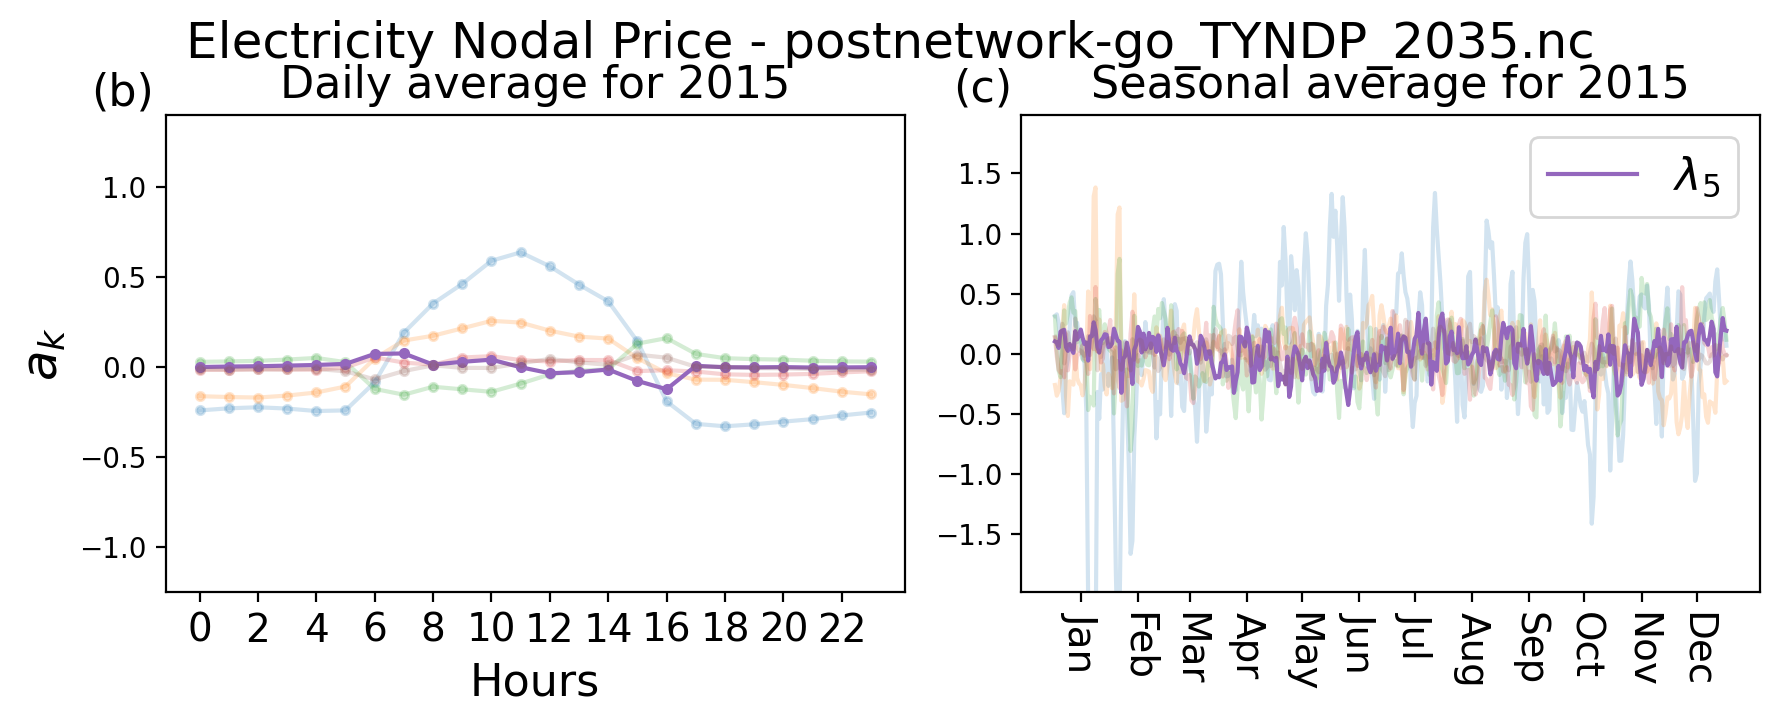 Electricity Nodal Price - postnetwork-go_TYNDP_2035.nc
(b) Daily average for 2015
(c) Seasonal average for 2015
a_k
1.0
0.5
0.0
−0.5
−1.0
0 2 4 6 8 10 12 14 16 18 20 22
Hours
λ₅
1.5
1.0
0.5
0.0
−0.5
−1.0
−1.5
Jan Feb Mar Apr May Jun Jul Aug Sep Oct Nov Dec